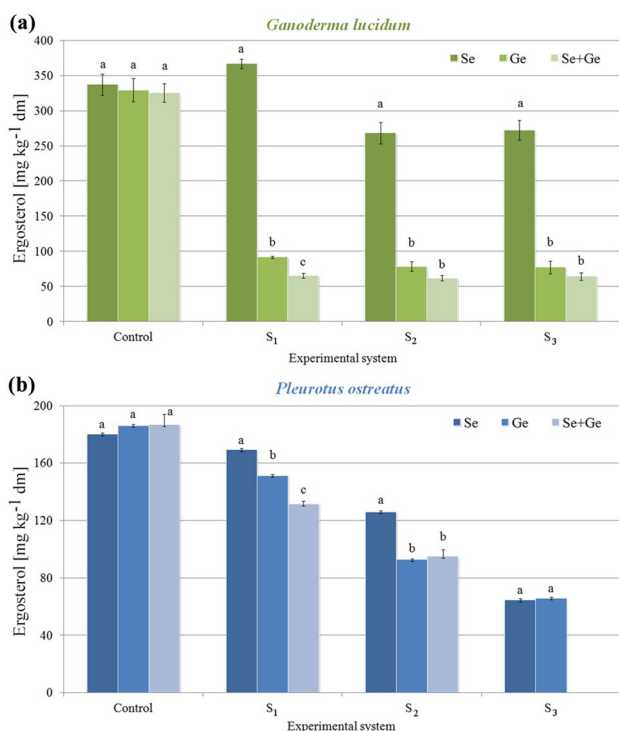 (a)
Ganoderma lucidum
Ergosterol [mg kg-1 dm]
400
350
300
250
200
150
100
50
0
Se Ge Se+Ge
a a a
a b c
a b b
a b b
Control S1 S2 S3
Experimental system
(b)
Pleurotus ostreatus
Ergosterol [mg kg-1 dm]
200
160
120
80
40
0
Se Ge Se+Ge
a a a
a b c
a b b
a a
Control S1 S2 S3
Experimental system